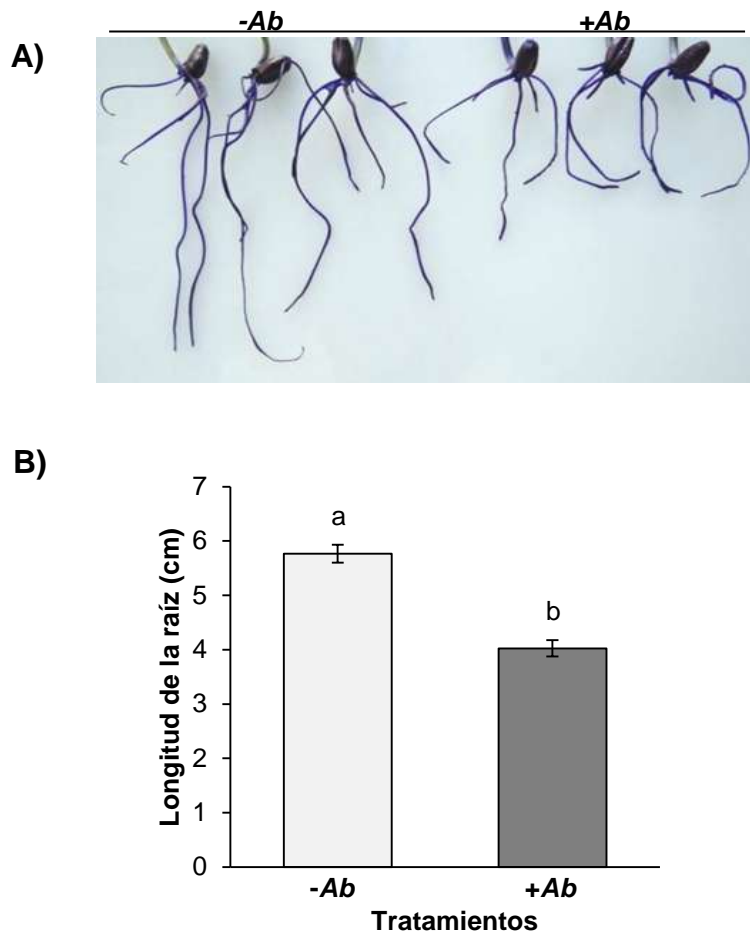 -Ab +Ab
A)
B)
7
6
5
4
3
2
1
0
Longitud de la raíz (cm)
a
b
-Ab +Ab
Tratamientos